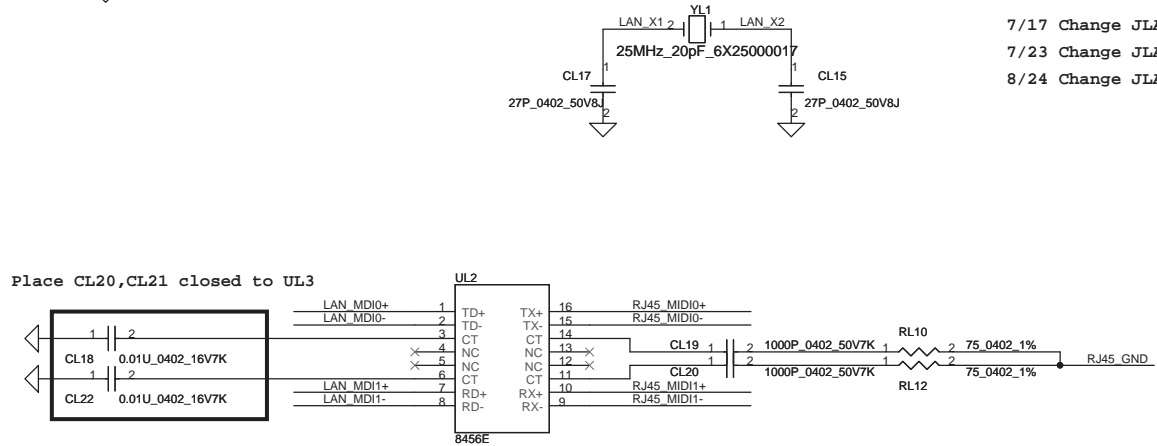 YL1
LAN_X1 2 1 LAN_X2
25MHz_20pF_6X25000017
7/17 Change JLA
7/23 Change JLA
8/24 Change JLA
1 1
CL17 CL15
27P_0402_50V8J 27P_0402_50V8J
2 2
Place CL20,CL21 closed to UL3
UL2
LAN_MDI0+ 1 TD+ TX+ 16 RJ45_MIDI0+
LAN_MDI0- 2 TD- TX- 15 RJ45_MIDI0-
1 2 3 CT CT 14
CL18 0.01U_0402_16V7K
4 NC NC 13 CL19 1 2 1000P_0402_50V7K 1 RL10 2 75_0402_1%
5 NC NC 12
1 2 6 CT CT 11 CL20 1 2 1000P_0402_50V7K 1 RL12 2 75_0402_1%
RJ45_GND
CL22 0.01U_0402_16V7K
LAN_MDI1+ 7 RD+ RX+ 10 RJ45_MIDI1+
LAN_MDI1- 8 RD- RX- 9 RJ45_MIDI1-
8456E